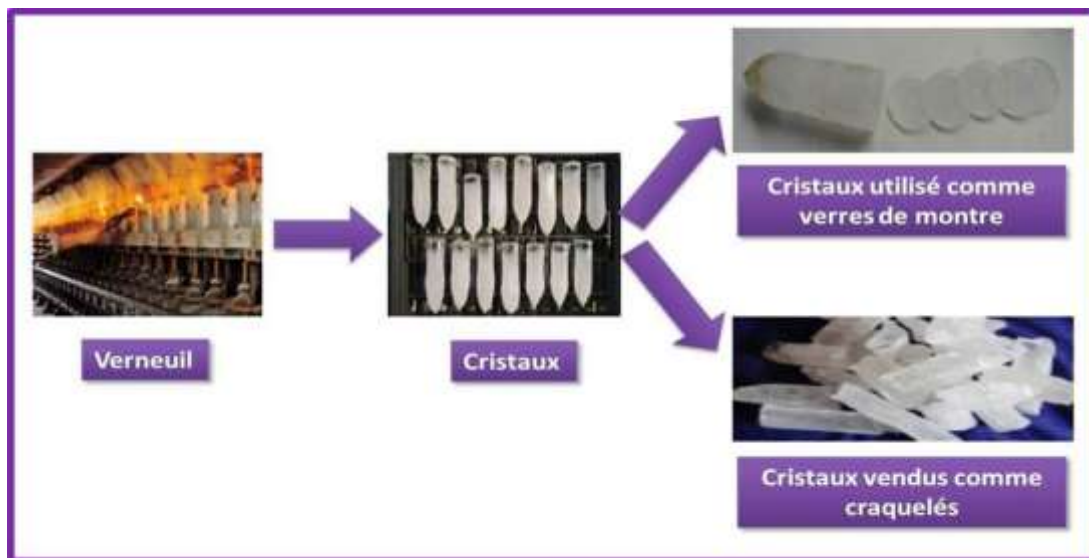 Verneuil
Cristaux
Cristaux utilisé comme
verres de montre
Cristaux vendus comme
craquelés